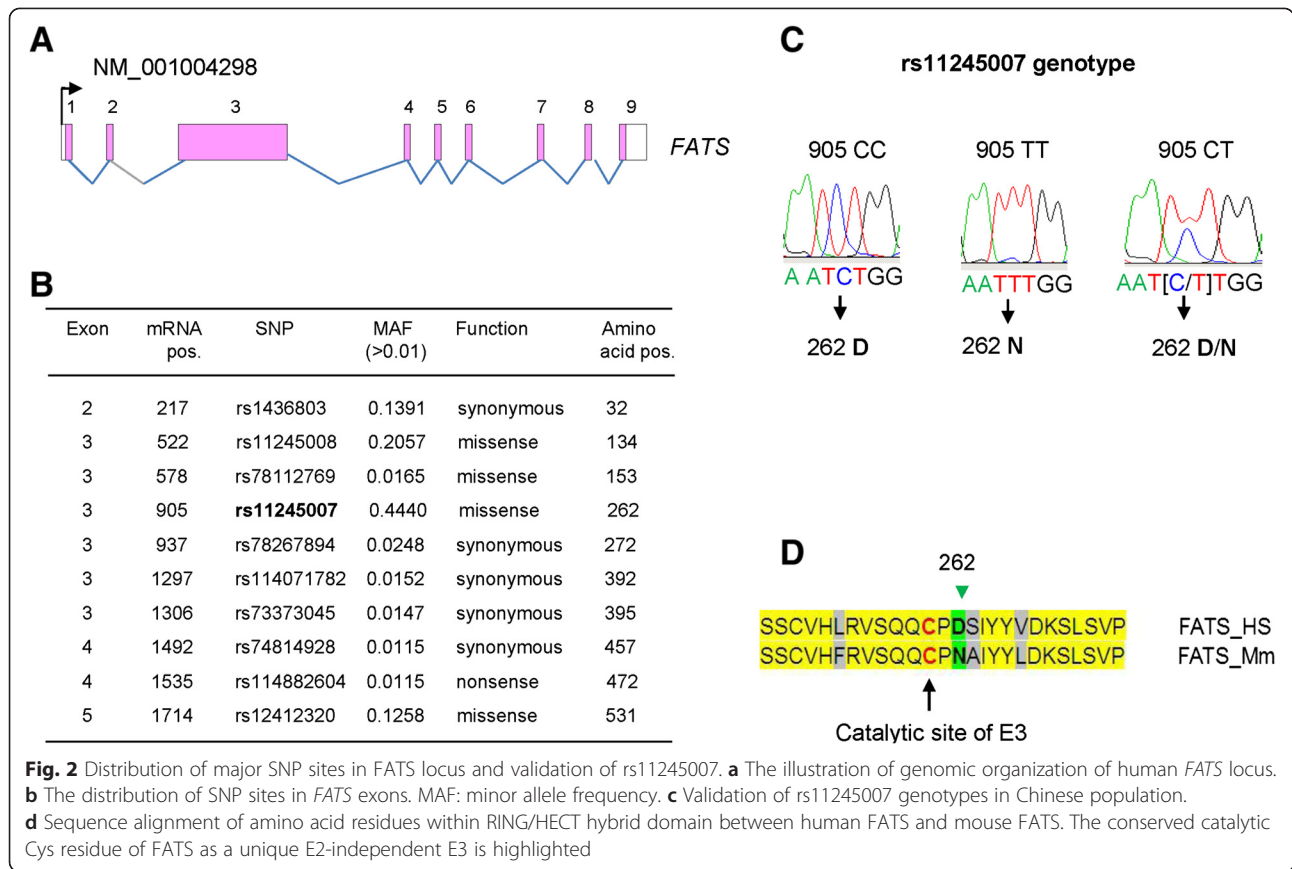 A
NM_001004298
1 2 3 4 5 6 7 8 9
FATS
B
Exon mRNA pos. SNP MAF (>0.01) Function Amino acid pos.
2 217 rs1436803 0.1391 synonymous 32
3 522 rs11245008 0.2057 missense 134
3 578 rs78112769 0.0165 missense 153
3 905 rs11245007 0.4440 missense 262
3 937 rs78267894 0.0248 synonymous 272
3 1297 rs114071782 0.0152 synonymous 392
3 1306 rs73373045 0.0147 synonymous 395
4 1492 rs74814928 0.0115 synonymous 457
4 1535 rs114882604 0.0115 nonsense 472
5 1714 rs12412320 0.1258 missense 531
C
rs11245007 genotype
905 CC 905 TT 905 CT
A ATCTGG AATTTGG AAT[C/T]TGG
262 D 262 N 262 D/N
D
262
SSCVHLRVSQQCPDSIYYVDKSLSVP FATS_HS
SSCVHFRVSQQCPNAIYYLDKSLSVP FATS_Mm
Catalytic site of E3
Fig. 2 Distribution of major SNP sites in FATS locus and validation of rs11245007. a The illustration of genomic organization of human FATS locus.
b The distribution of SNP sites in FATS exons. MAF: minor allele frequency. c Validation of rs11245007 genotypes in Chinese population.
d Sequence alignment of amino acid residues within RING/HECT hybrid domain between human FATS and mouse FATS. The conserved catalytic
Cys residue of FATS as a unique E2-independent E3 is highlighted